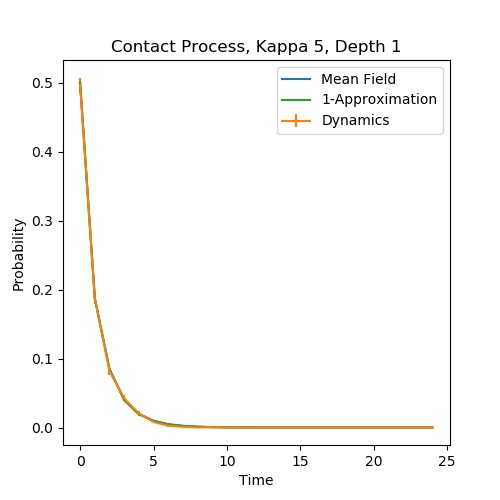 Contact Process, Kappa 5, Depth 1
Mean Field
1-Approximation
Dynamics
Probability
0.5
0.4
0.3
0.2
0.1
0.0
0 5 10 15 20 25
Time